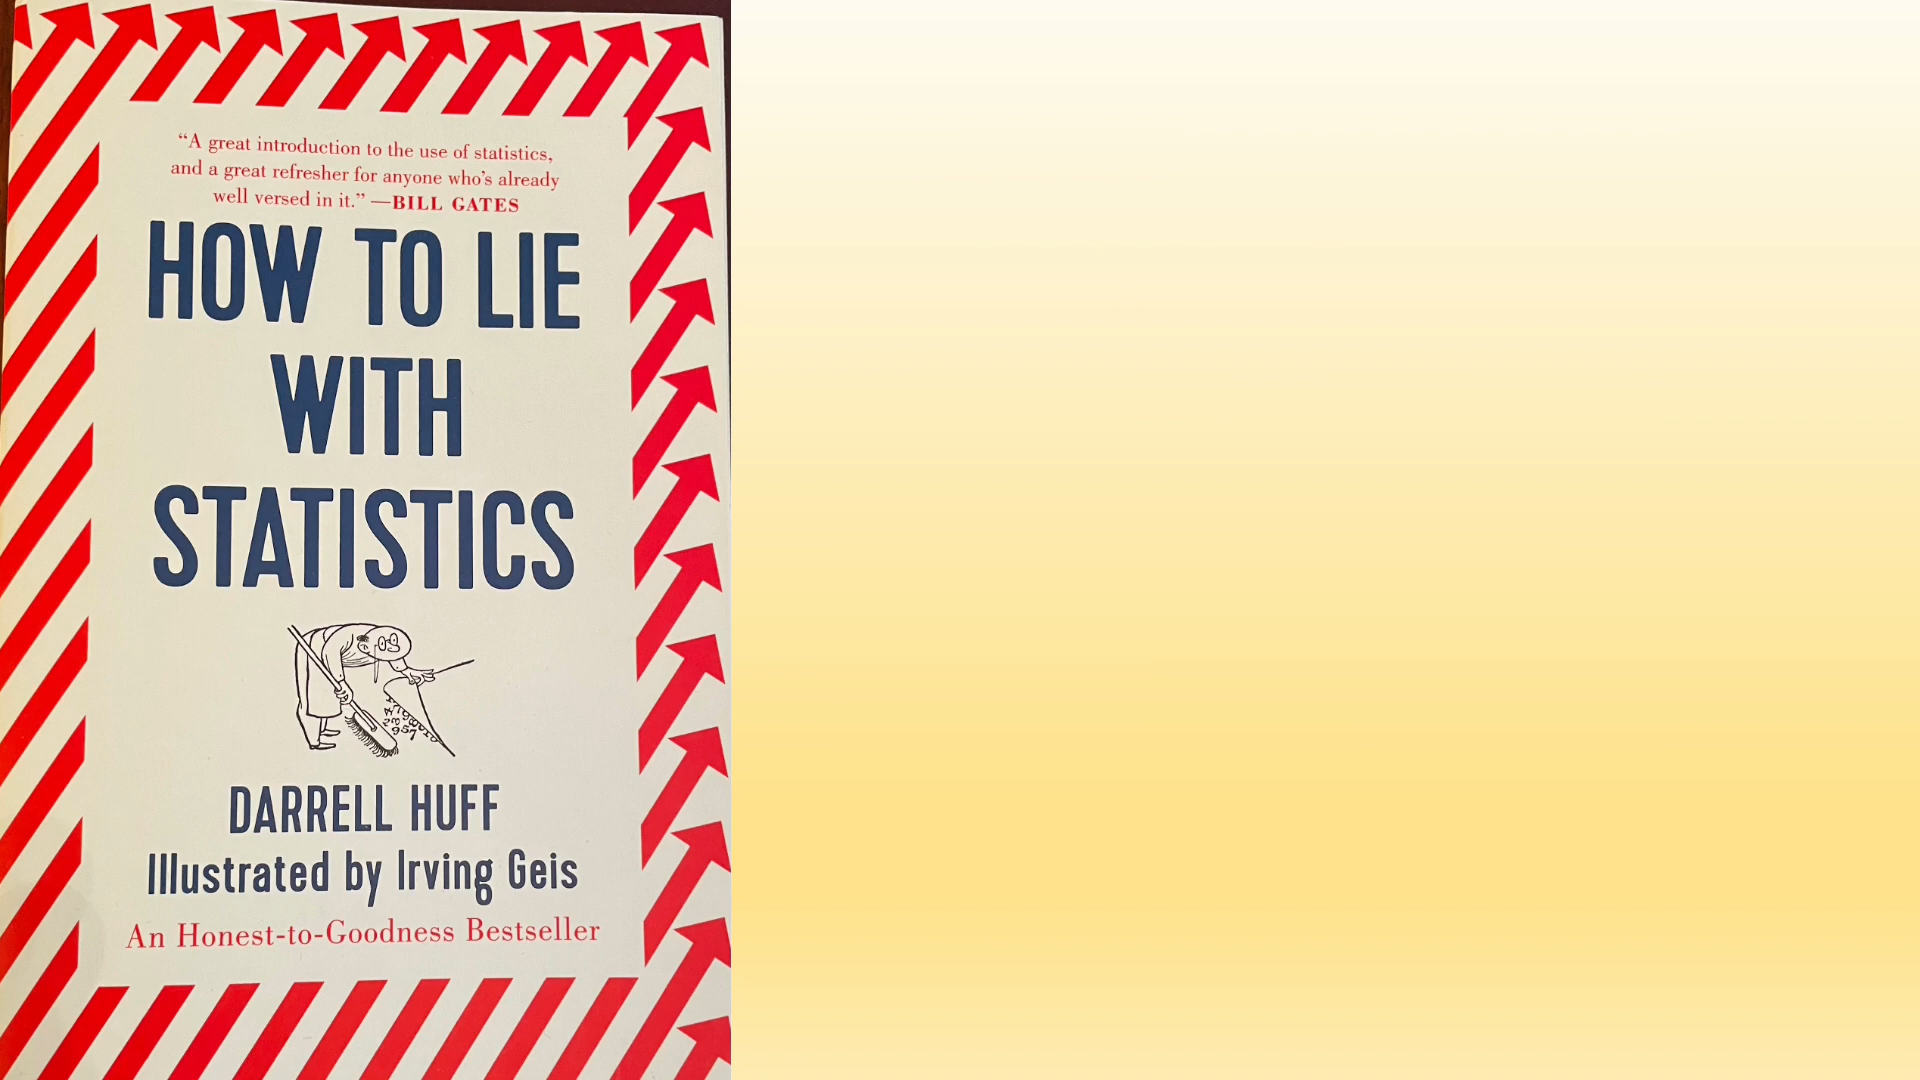 “A great introduction to the use of statistics,
and a great refresher for anyone who’s already
well versed in it.” —BILL GATES
HOW TO LIE
WITH
STATISTICS
DARRELL HUFF
Illustrated by Irving Geis
An Honest-to-Goodness Bestseller